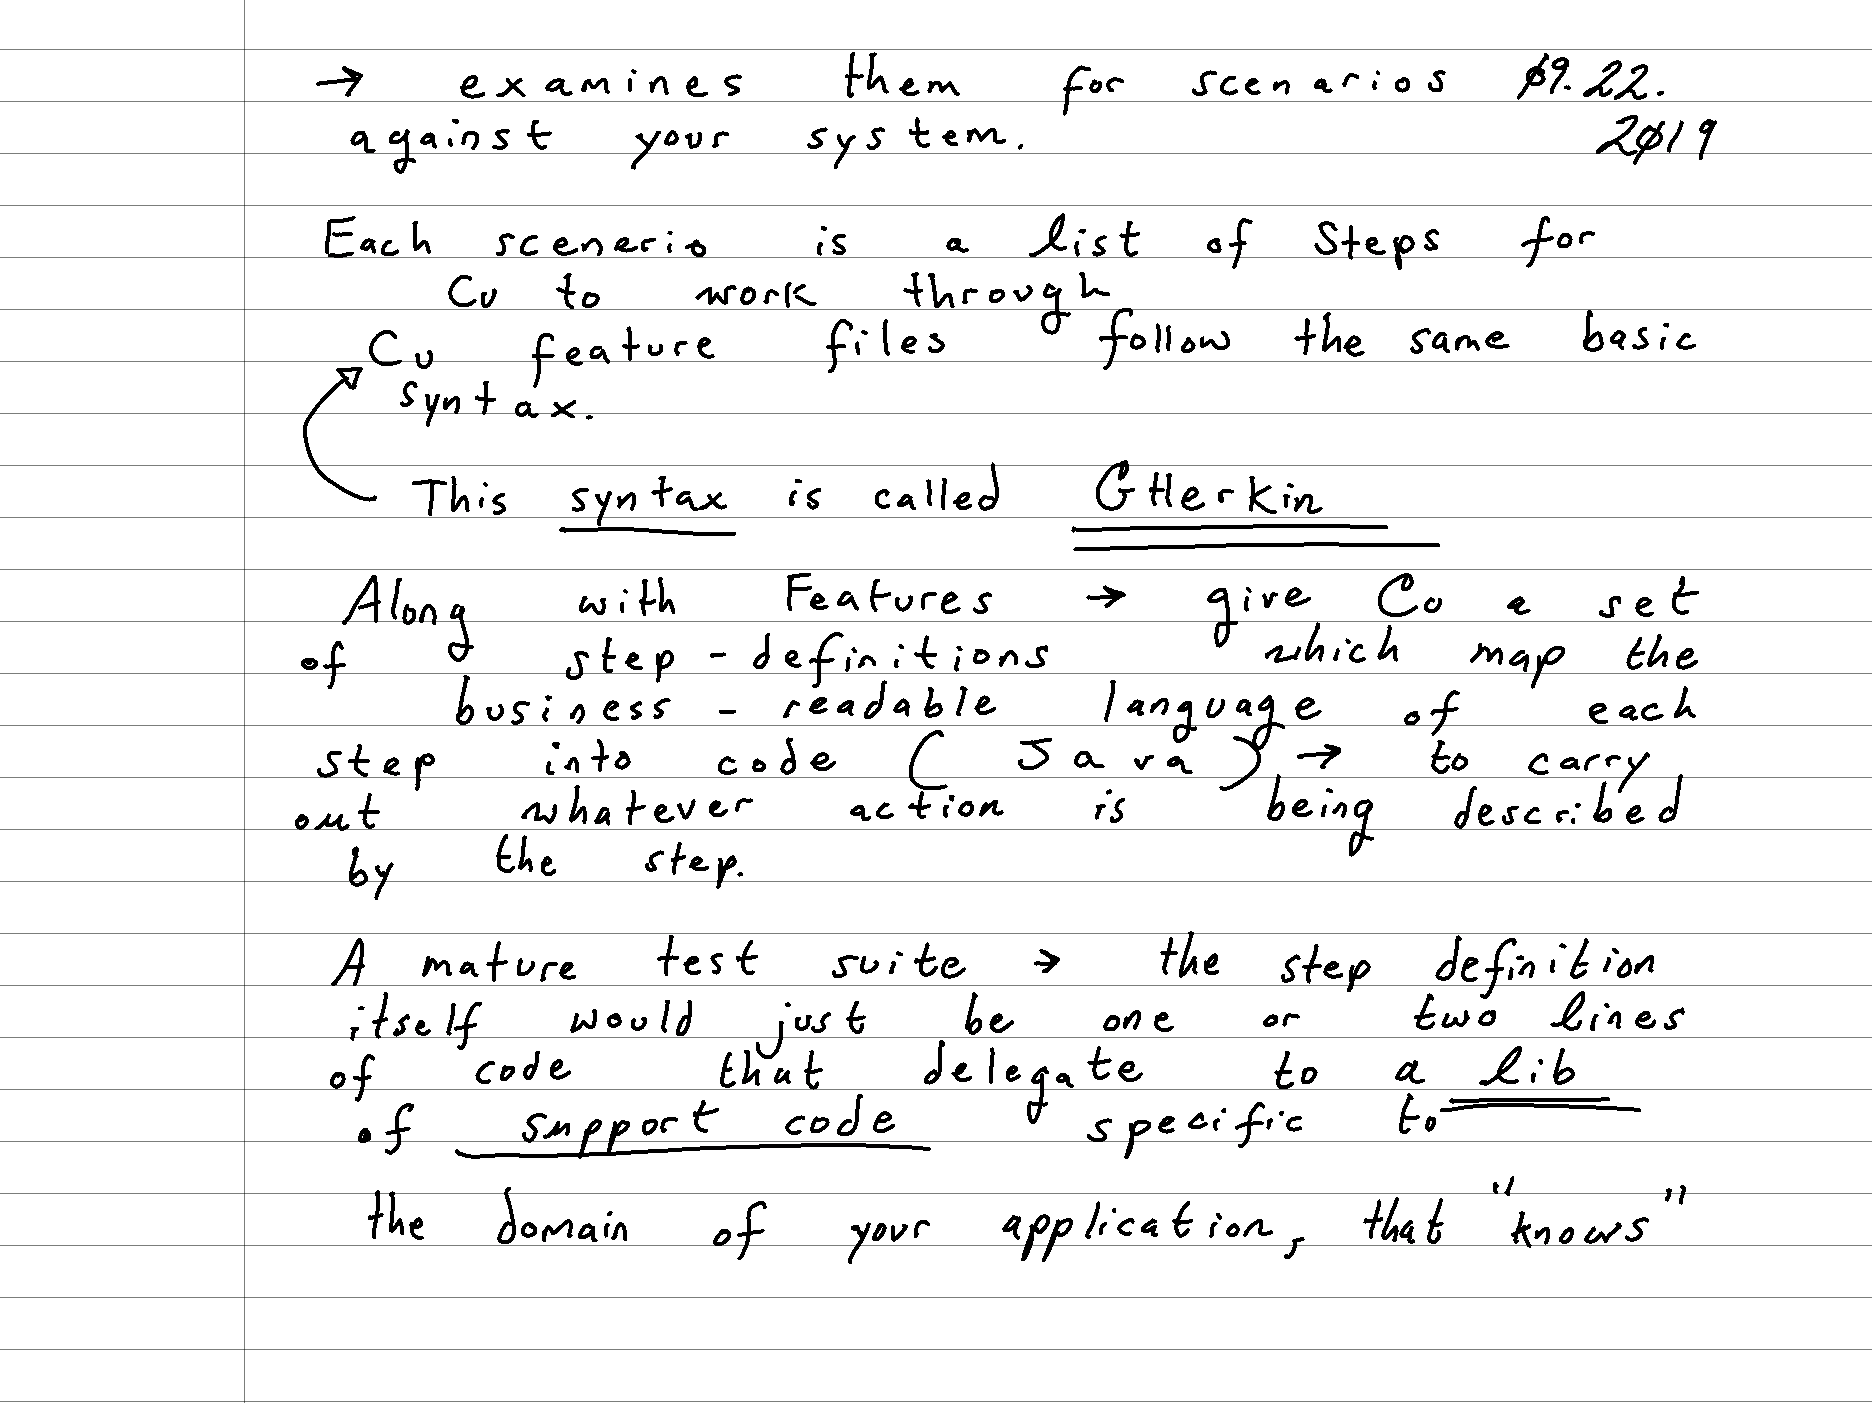 → examines them for scenarios 09.22.
against your system. 2019
Each scenerio is a list of Steps for
Cu to work through
Cu feature files follow the same basic
syntax.
This syntax is called GHerkin
Along with Features → give Cu a set
of step-definitions which map the
business-readable language of each
step into code (Java) → to carry
out whatever action is being described
by the step.
A mature test suite → the step definition
itself would just be one or two lines
of code that delegate to a lib
of support code specific to
the domain of your application, that "knows"